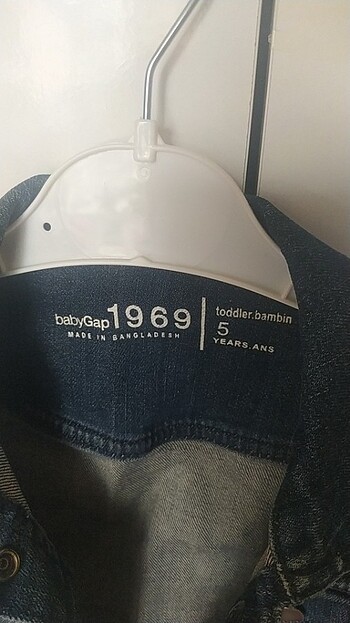 babyGap 1969
MADE IN BANGLADESH
toddler.bambin
5
YEARS.ANS